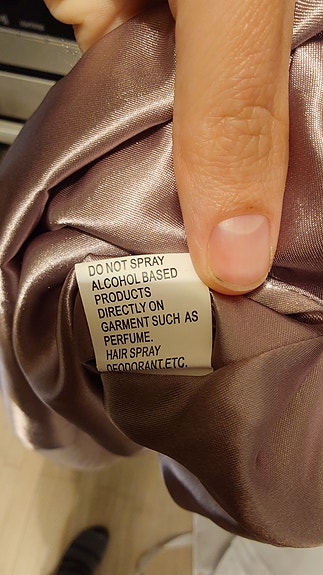 DO NOT SPRAY
ALCOHOL BASED
PRODUCTS
DIRECTLY ON
GARMENT SUCH AS
PERFUME.
HAIR SPRAY
DEODORANT.ETC.